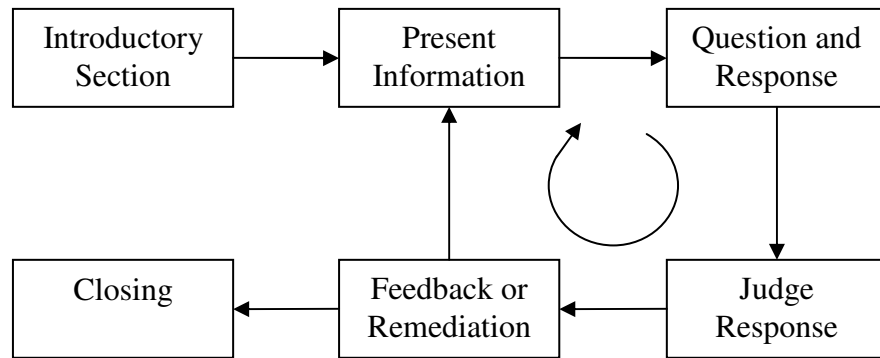 Introductory
Section
Present
Information
Question and
Response
Closing
Feedback or
Remediation
Judge
Response